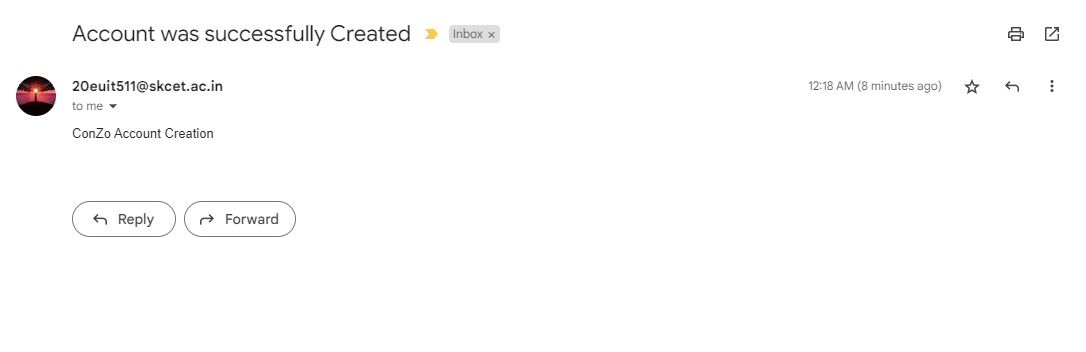 Account was successfully Created Inbox ×
20euit511@skcet.ac.in 12:18 AM (8 minutes ago)
to me
ConZo Account Creation
Reply Forward